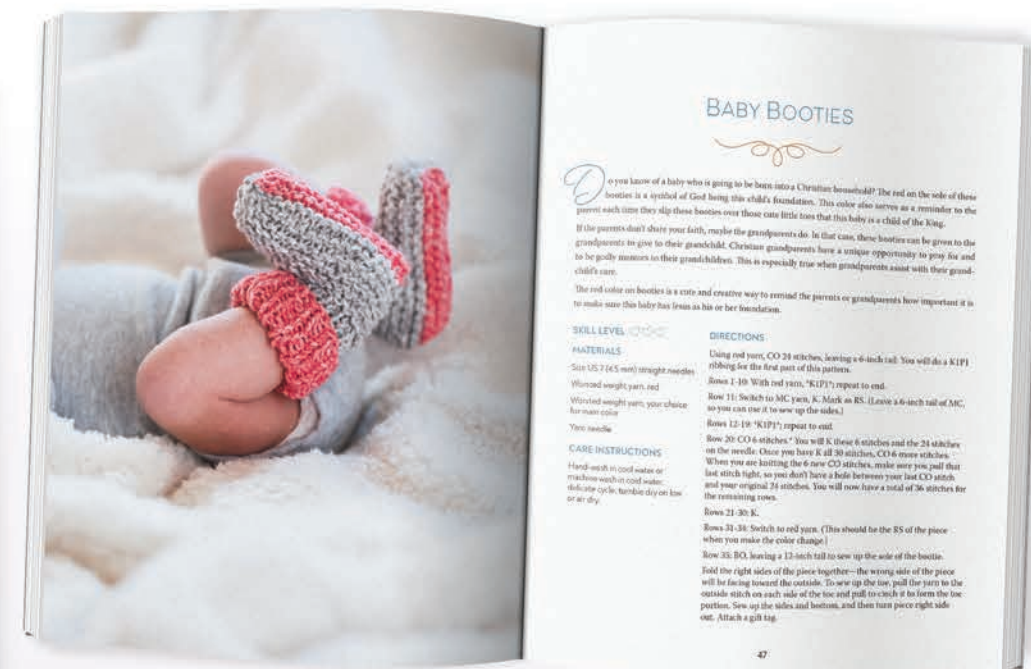 BABY BOOTIES
Do you know of a baby who is going to be born into a Christian household? The red on the sole of these
booties is a symbol of God being this child's foundation. This color also serves as a reminder to the
parent each time they slip these booties over those cute little toes that this baby is a child of the King.
If the parents don't share your faith, maybe the grandparents do. In that case, these booties can be given to the
grandparents to give to their grandchild. Christian grandparents have a unique opportunity to pray for and
to be godly mentors to their grandchildren. This is especially true when grandparents assist with their grand-
child's care.
The red color on booties is a cute and creative way to remind the parents or grandparents how important it is
to make sure this baby has Jesus as his or her foundation.
SKILL LEVEL
MATERIALS
Size US 7 (4.5 mm) straight needles
Worsted weight yarn, red
Worsted weight yarn, your choice
for main color
Yarn needle
CARE INSTRUCTIONS
Hand-wash in cool water or
machine wash in cold water,
delicate cycle; tumble dry on low
or air dry.
DIRECTIONS
Using red yarn, CO 24 stitches, leaving a 6-inch tail. You will do a K1P1
ribbing for the first part of this pattern.
Rows 1-10: With red yarn, *K1P1*; repeat to end.
Row 11: Switch to MC yarn, K. Mark as RS. (Leave a 6-inch tail of MC,
so you can use it to sew up the sides.)
Rows 12-19: *K1P1*; repeat to end.
Row 20: CO 6 stitches.* You will K these 6 stitches and the 24 stitches
on the needle. Once you have K all 30 stitches, CO 6 more stitches.
When you are knitting the 6 new CO stitches, make sure you pull that
last stitch tight, so you don't have a hole between your last CO stitch
and your original 24 stitches. You will now have a total of 36 stitches for
the remaining rows.
Rows 21-30: K.
Rows 31-34: Switch to red yarn. (This should be the RS of the piece
when you make the color change.)
Row 35: BO, leaving a 12-inch tail to sew up the sole of the bootie.
Fold the right sides of the piece together—the wrong side of the piece
will be facing toward the outside. To sew up the toe, pull the yarn to the
outside stitch on each side of the toe and pull to cinch it to form the toe
portion. Sew up the sides and bottom, and then turn piece right side
out. Attach a gift tag.
47